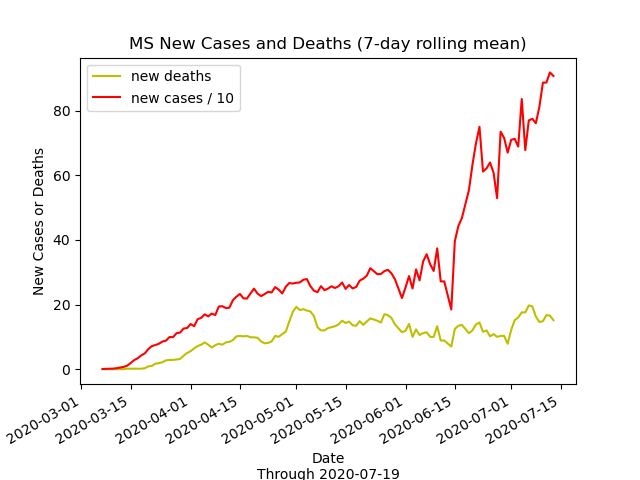 MS New Cases and Deaths (7-day rolling mean)
new deaths
new cases / 10
80
60
40
20
0
New Cases or Deaths
2020-03-01
2020-03-15
2020-04-01
2020-04-15
2020-05-01
2020-05-15
2020-06-01
2020-06-15
2020-07-01
2020-07-15
Date
Through 2020-07-19